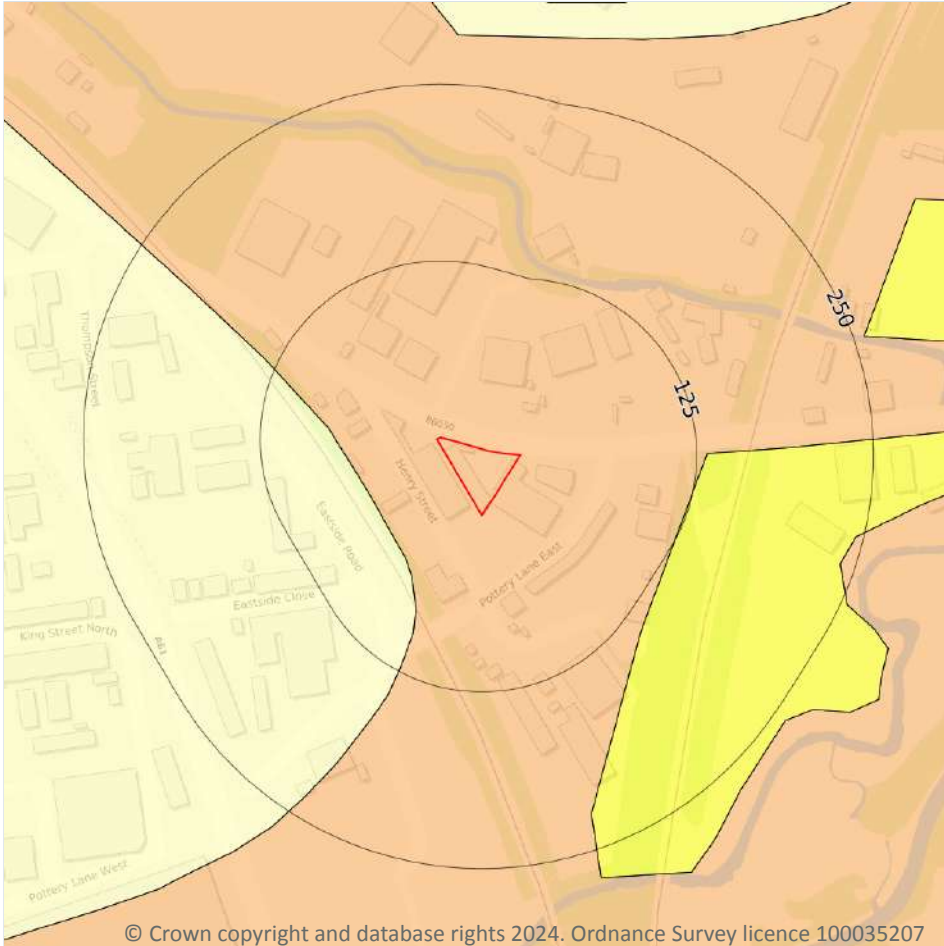 250
125
Thompson Street
B6050
Henry Street
Eastside Road
Pottery Lane East
Eastside Close
King Street North
A61
Pottery Lane West
© Crown copyright and database rights 2024. Ordnance Survey licence 100035207